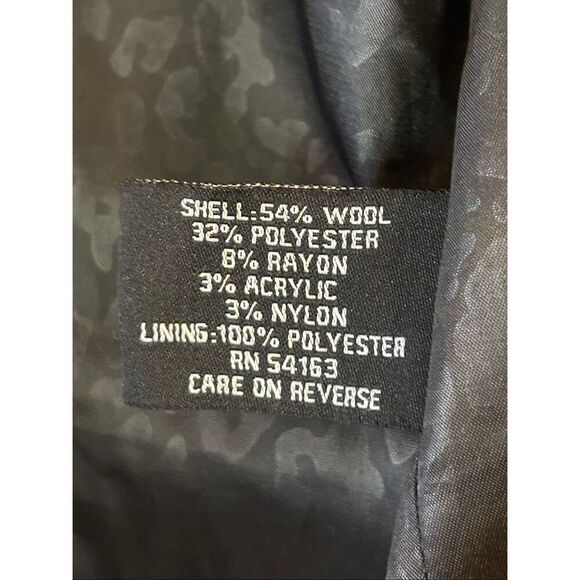 SHELL:54% WOOL
32% POLYESTER
8% RAYON
3% ACRYLIC
3% NYLON
LINING:100% POLYESTER
RN 54163
CARE ON REVERSE